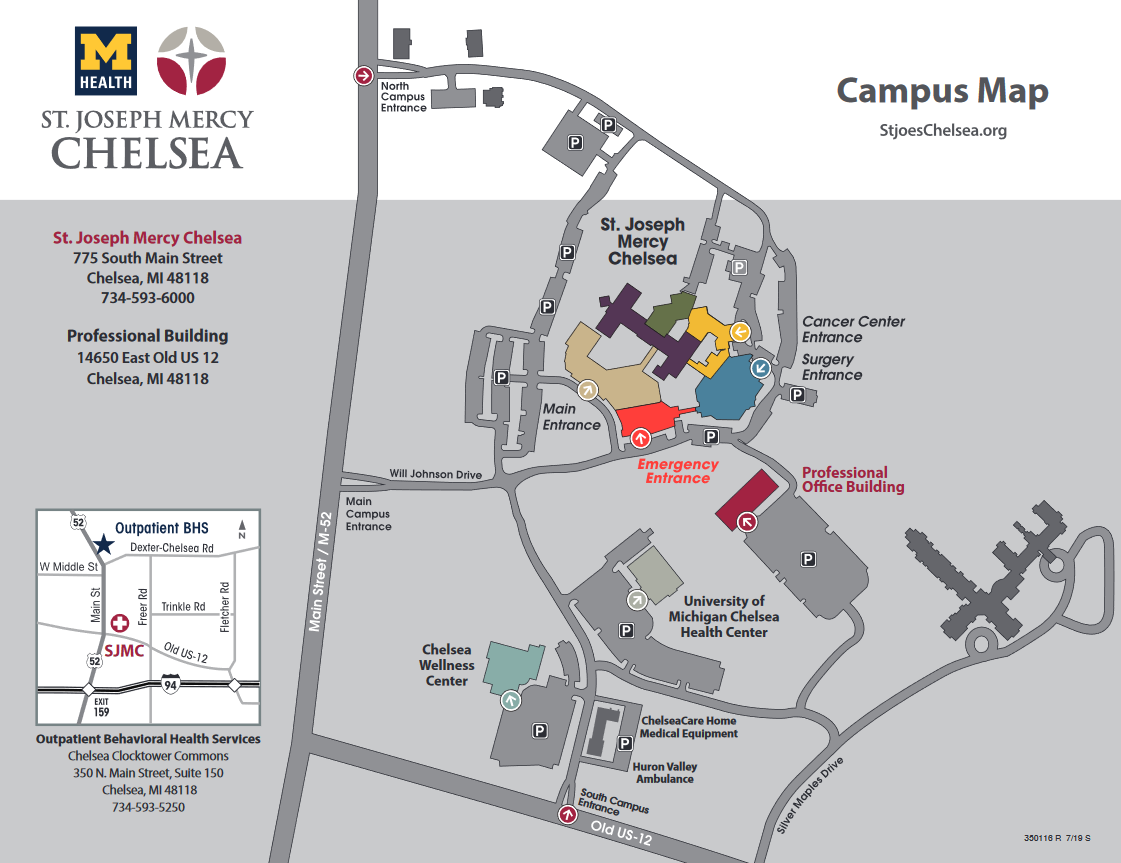 M
HEALTH
ST. JOSEPH MERCY
CHELSEA
Campus Map
StjoesChelsea.org
St. Joseph Mercy Chelsea
775 South Main Street
Chelsea, MI 48118
734-593-6000
Professional Building
14650 East Old US 12
Chelsea, MI 48118
North
Campus
Entrance
P
P
St. Joseph
Mercy
Chelsea
P
P
P
Cancer Center
Entrance
Surgery
Entrance
P
P
Main
Entrance
P
Emergency
Entrance
Will Johnson Drive
Main
Campus
Entrance
Main Street / M-52
Professional
Office Building
P
University of
Michigan Chelsea
Health Center
P
Chelsea
Wellness
Center
P
ChelseaCare Home
Medical Equipment
P
Huron Valley
Ambulance
South Campus
Entrance
Old US-12
Silver Maples Drive
52
Outpatient BHS
N
Dexter-Chelsea Rd
W Middle St
Main St
Freer Rd
Trinkle Rd
Fletcher Rd
SJMC
Old US-12
52
94
EXIT
159
Outpatient Behavioral Health Services
Chelsea Clocktower Commons
350 N. Main Street, Suite 150
Chelsea, MI 48118
734-593-5250
350116 R 7/19 S